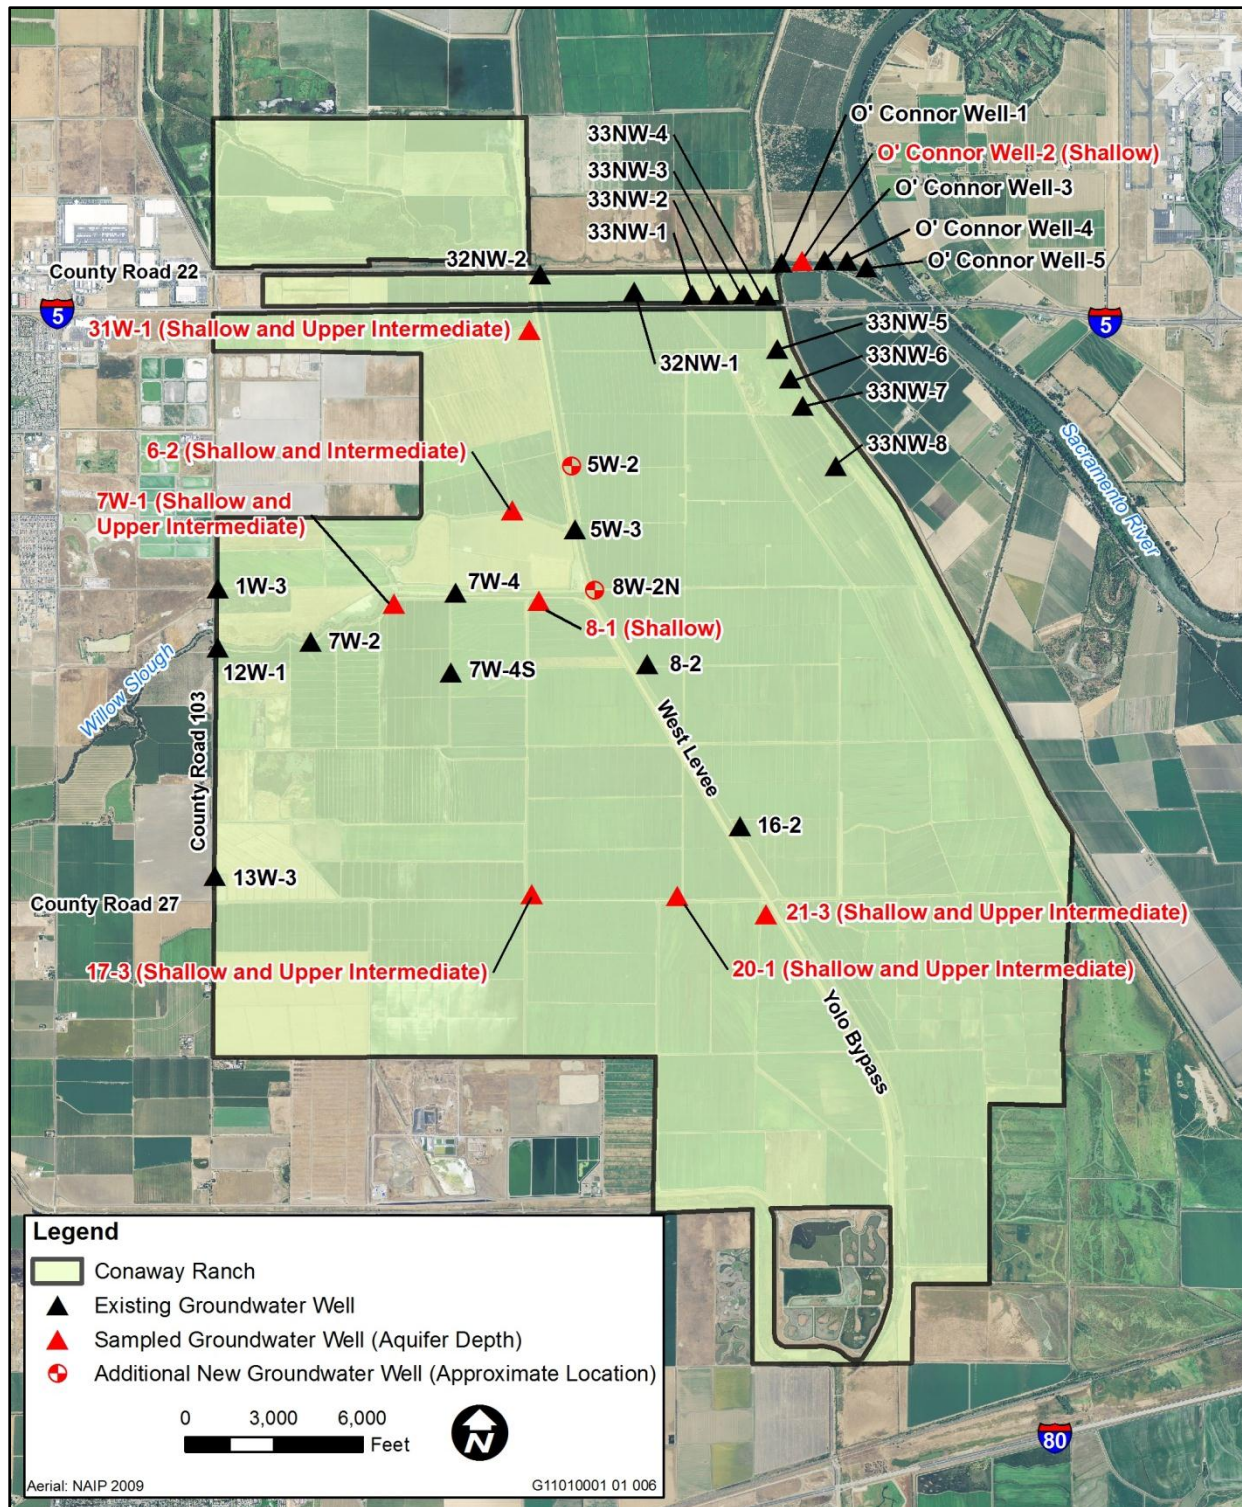 O' Connor Well-1
33NW-4
O' Connor Well-2 (Shallow)
33NW-3
O' Connor Well-3
33NW-2
O' Connor Well-4
33NW-1
O' Connor Well-5
County Road 22
32NW-2
5
5
31W-1 (Shallow and Upper Intermediate)
33NW-5
32NW-1
33NW-6
33NW-7
6-2 (Shallow and Intermediate)
5W-2
33NW-8
Sacramento River
7W-1 (Shallow and
Upper Intermediate)
5W-3
1W-3
7W-4
8W-2N
8-1 (Shallow)
7W-2
12W-1
7W-4S
8-2
Willow Slough
County Road 103
West Levee
16-2
13W-3
County Road 27
21-3 (Shallow and Upper Intermediate)
17-3 (Shallow and Upper Intermediate)
20-1 (Shallow and Upper Intermediate)
Yolo Bypass
Legend
Conaway Ranch
Existing Groundwater Well
Sampled Groundwater Well (Aquifer Depth)
Additional New Groundwater Well (Approximate Location)
0 3,000 6,000
Feet
N
80
Aerial: NAIP 2009
G11010001 01 006